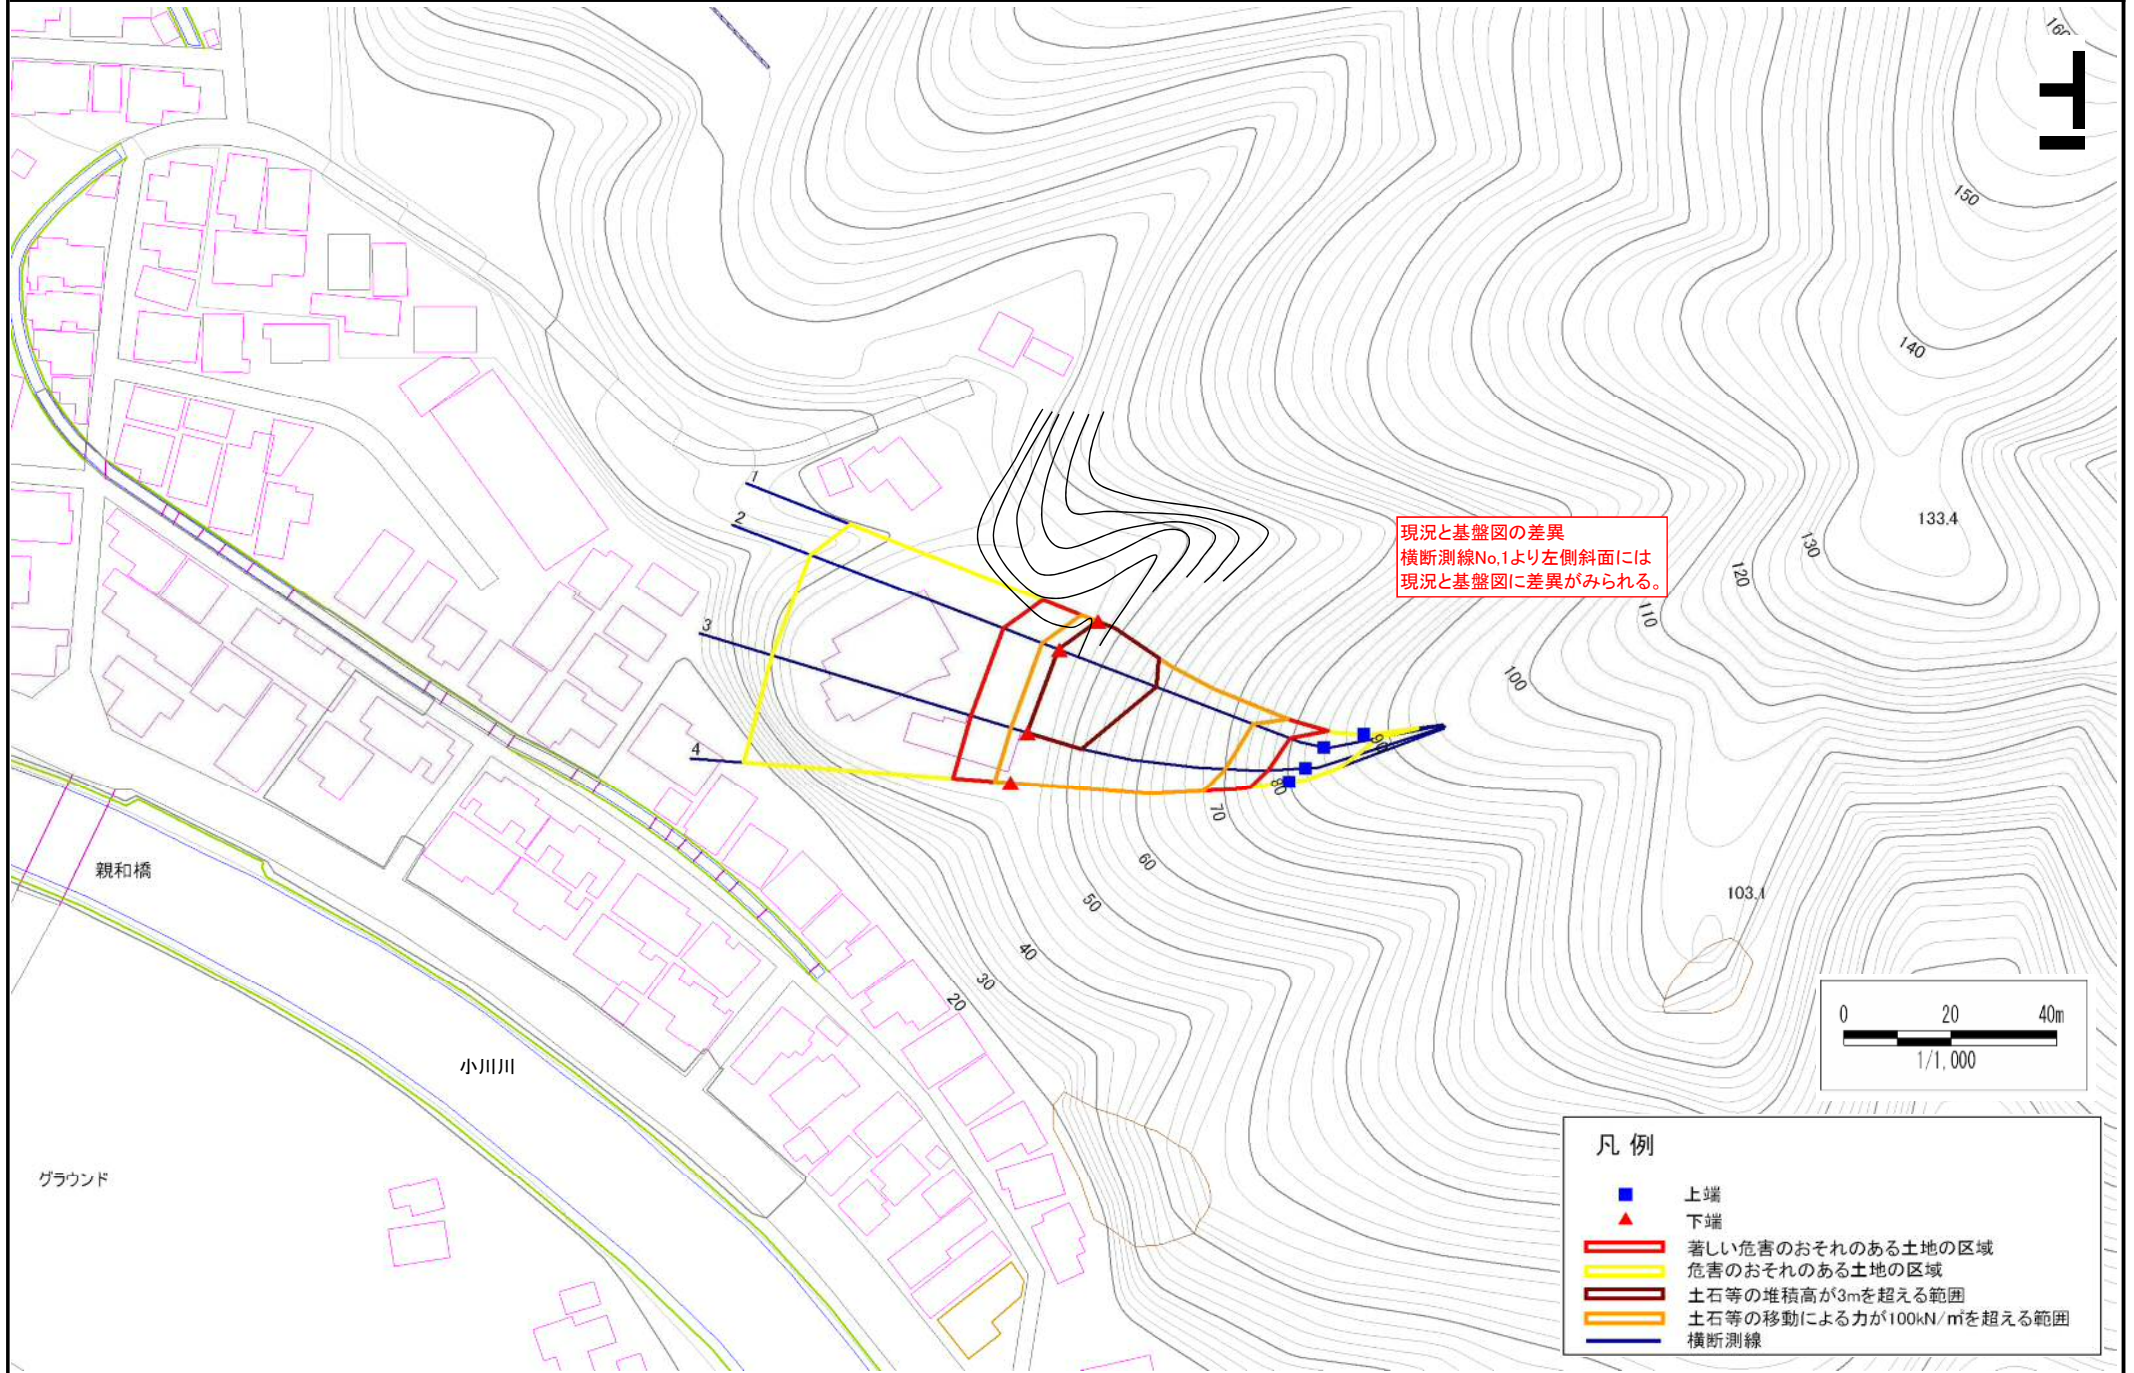 160
150
140
133.4
130
120
110
100
103.1
90
80
70
60
50
40
30
20
1
2
3
4
現況と基盤図の差異
横断測線No,1より左側斜面には
現況と基盤図に差異がみられる。
親和橋
小川川
グラウンド
0 20 40m
1/1,000
凡例
上端
下端
著しい危害のおそれのある土地の区域
危害のおそれのある土地の区域
土石等の堆積高が3mを超える範囲
土石等の移動による力が100kN/㎡を超える範囲
横断測線